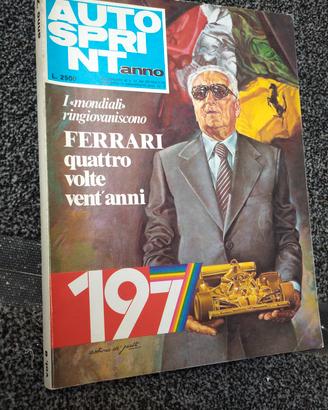 AUTO
SPRI
NT
anno
L. 2500
I «mondiali»
ringiovaniscono
FERRARI
quattro
volte
vent'anni
197